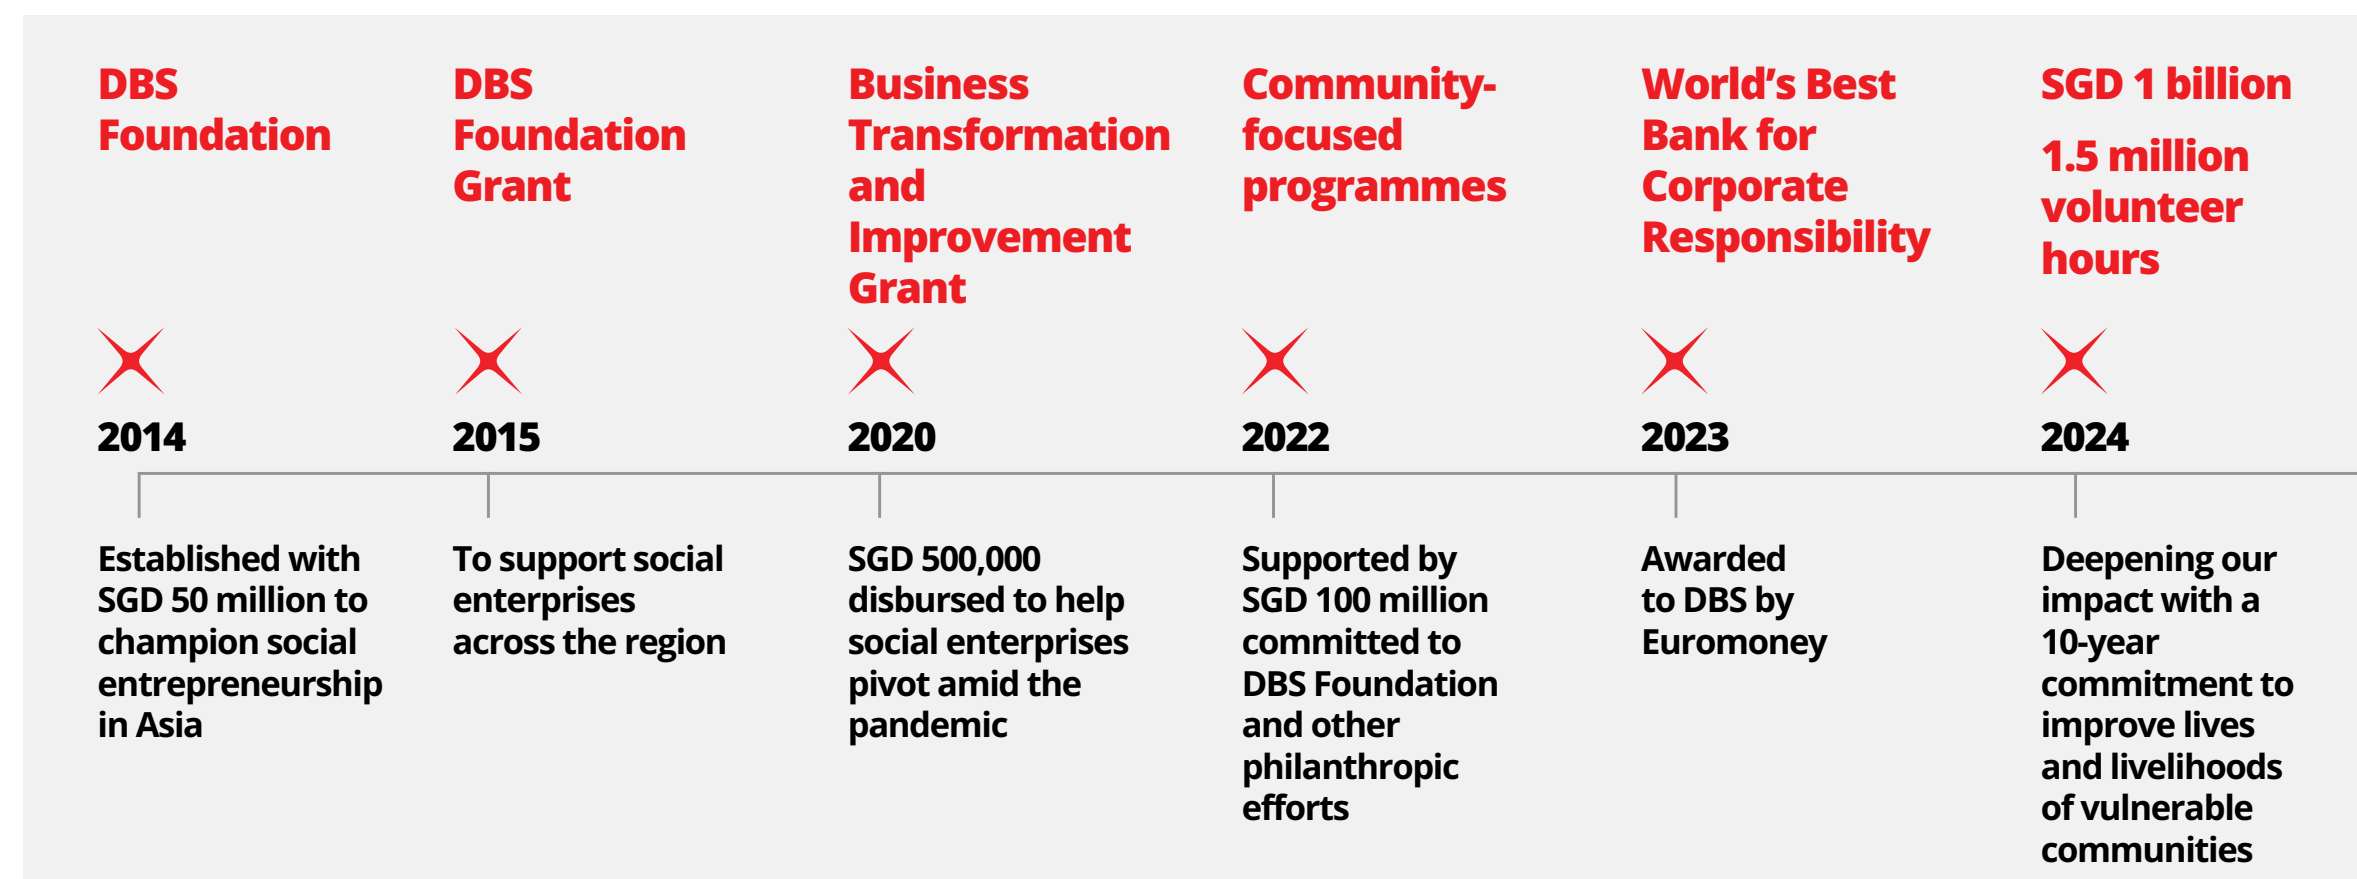 DBS
Foundation
DBS
Foundation
Grant
Business
Transformation
and
Improvement
Grant
Community-
focused
programmes
World’s Best
Bank for
Corporate
Responsibility
SGD 1 billion
1.5 million
volunteer
hours
2014
2015
2020
2022
2023
2024
Established with
SGD 50 million to
champion social
entrepreneurship
in Asia
To support social
enterprises
across the region
SGD 500,000
disbursed to help
social enterprises
pivot amid the
pandemic
Supported by
SGD 100 million
committed to
DBS Foundation
and other
philanthropic
efforts
Awarded
to DBS by
Euromoney
Deepening our
impact with a
10-year
commitment to
improve lives
and livelihoods
of vulnerable
communities